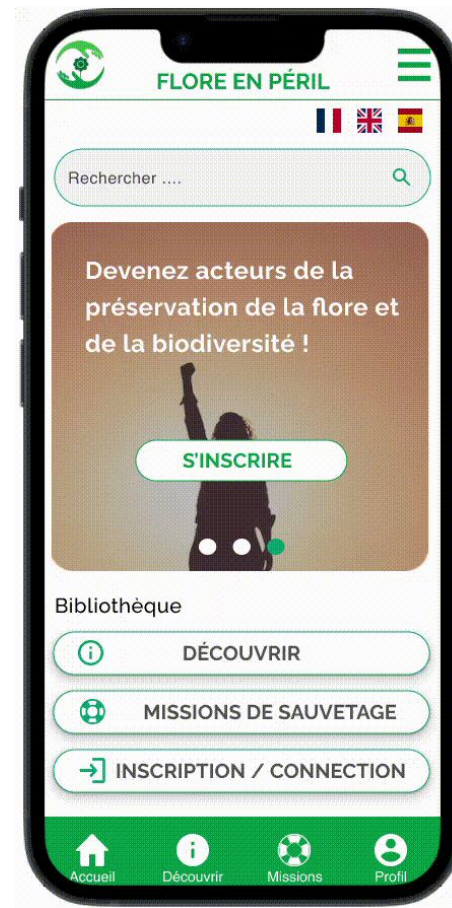 FLORE EN PÉRIL
Rechercher ....
Devenez acteurs de la
préservation de la flore et
de la biodiversité !
S'INSCRIRE
Bibliothèque
DÉCOUVRIR
MISSIONS DE SAUVETAGE
INSCRIPTION / CONNECTION
Accueil Découvrir Missions Profil